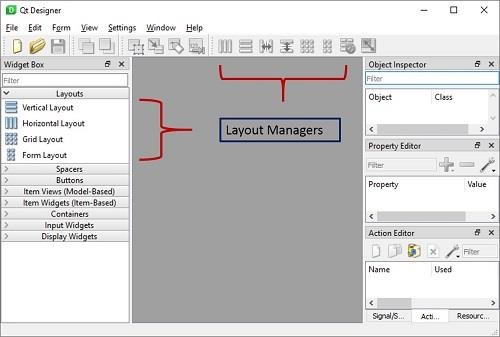 Qt Designer
File Edit Form View Settings Window Help
Widget Box
Filter
Layouts
Vertical Layout
Horizontal Layout
Grid Layout
Form Layout
Spacers
Buttons
Item Views (Model-Based)
Item Widgets (Item-Based)
Containers
Input Widgets
Display Widgets
Layout Managers
Object Inspector
Filter
Object Class
Property Editor
Filter
Property Value
Action Editor
Filter
Name Used
Signal/S... Acti... Resourc...